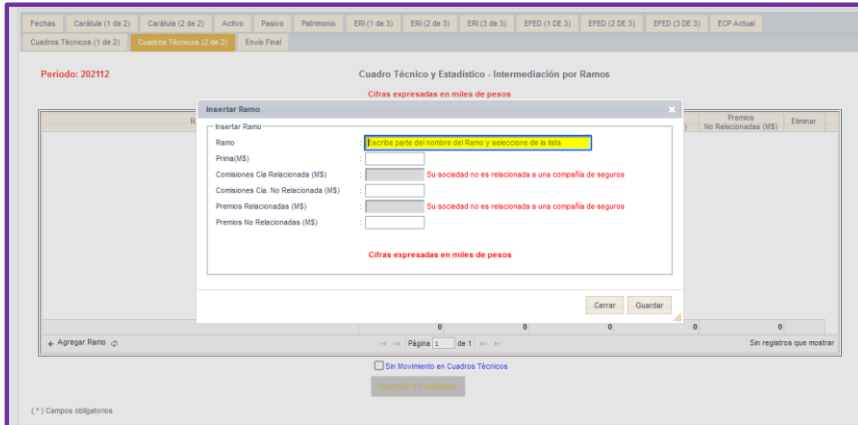 Fechas Carátula (1 de 2) Carátula (2 de 2) Activo Pasivo Patrimonio ERI (1 de 3) ERI (2 de 3) ERI (3 de 3) EFED (1 DE 3) EFED (2 DE 3) EFED (3 DE 3) ECP Actual
Cuadros Técnicos (1 de 2) Cuadros Técnicos (2 de 2) Envío Final
Período: 202112 Cuadro Técnico y Estadístico - Intermediación por Ramos
Cifras expresadas en miles de pesos
Insertar Ramo
Premios
No Relacionadas (M$) Eliminar
Insertar Ramo
Ramo : Escriba parte del nombre del Ramo y seleccione de la lista
Prima(M$) :
Comisiones Cía Relacionada (M$) : Su sociedad no es relacionada a una compañía de seguros
Comisiones Cía. No Relacionada (M$) :
Premios Relacionadas (M$) : Su sociedad no es relacionada a una compañía de seguros
Premios No Relacionadas (M$) :
Cifras expresadas en miles de pesos
Cerrar Guardar
0 0 0 0 0
+ Agregar Ramo Página 1 de 1 Sin registros que mostrar
Sin Movimiento en Cuadros Técnicos
Guardar y Continuar
( * ) Campos obligatorios